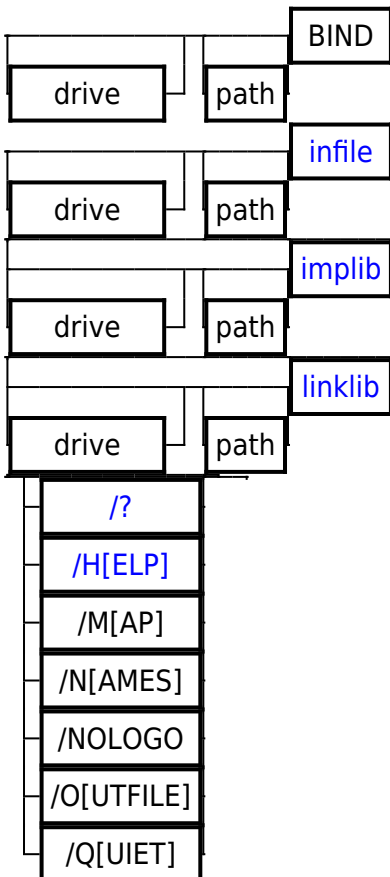 BIND
drive path
infile
drive path
implib
drive path
linklib
drive path
/?
/H[ELP]
/M[AP]
/N[AMES]
/NOLOGO
/O[UTFILE]
/Q[UIET]